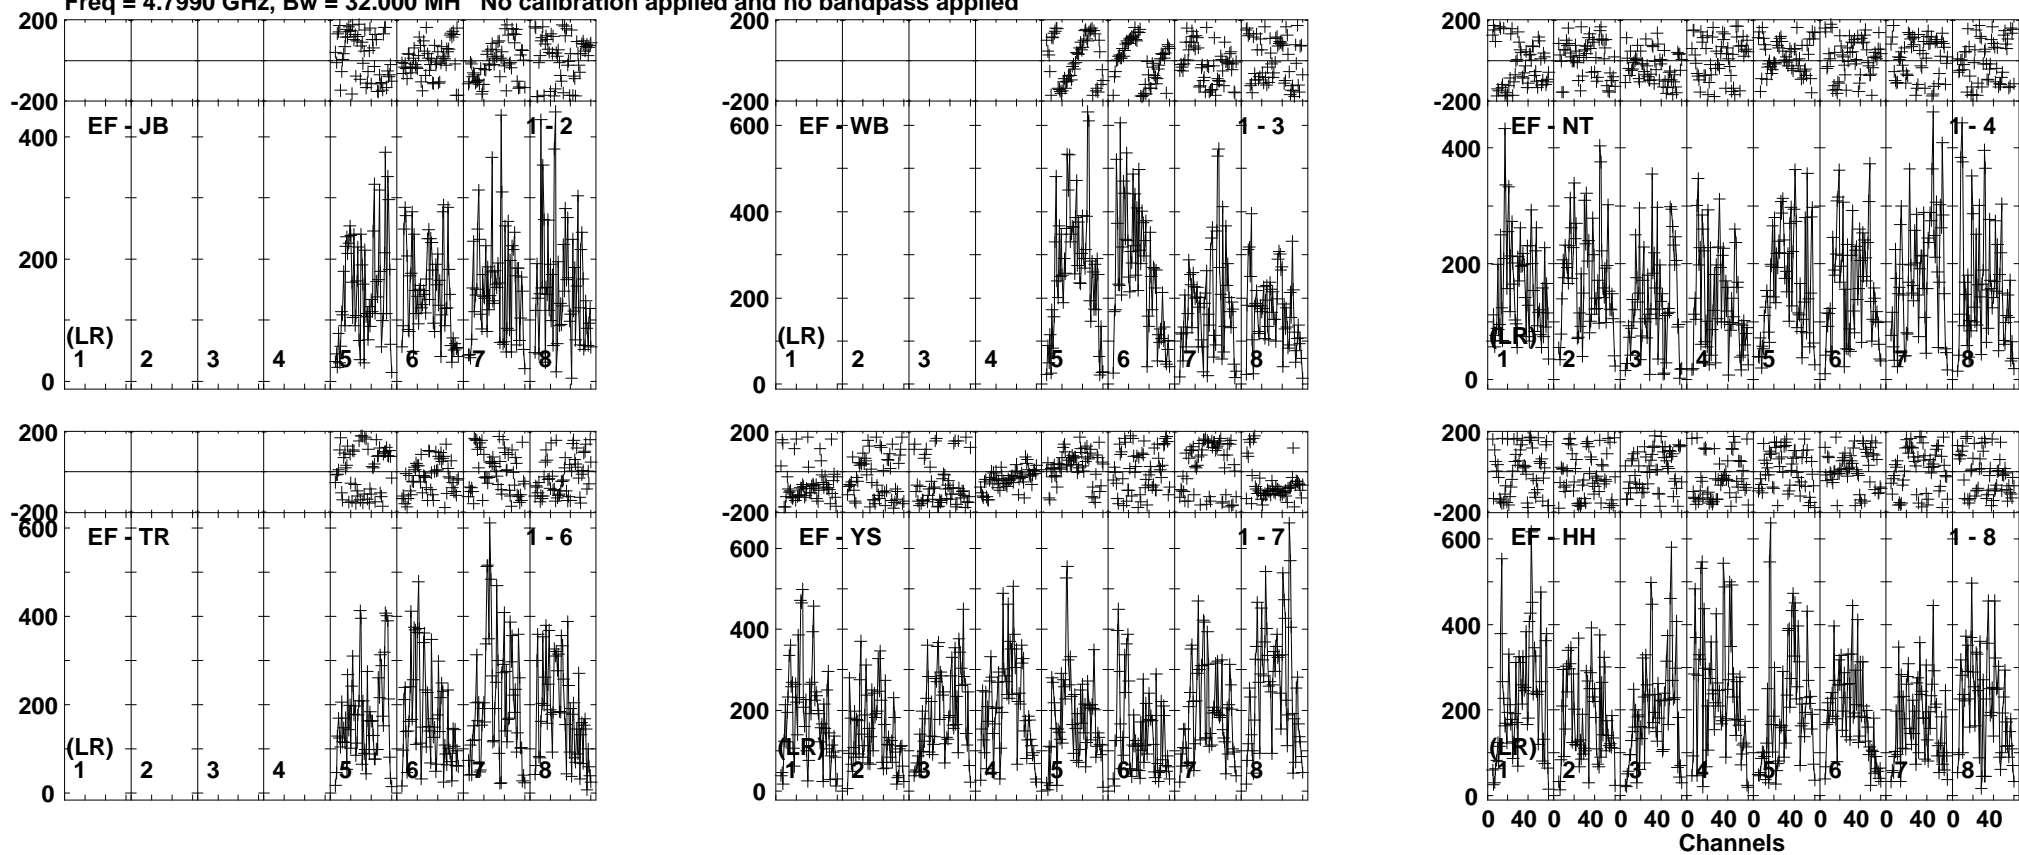 Freq = 4.7990 GHz, Bw = 32.000 MH No calibration applied and no bandpass applied
200
-200
EF - JB 1 - 2
400
200
0
(LR)
1 2 3 4 5 6 7 8
200
-200
EF - WB 1 - 3
600
400
200
0
(LR)
1 2 3 4 5 6 7 8
200
-200
EF - NT 1 - 4
400
200
0
(LR)
1 2 3 4 5 6 7 8
200
-200
EF - TR 1 - 6
600
400
200
0
(LR)
1 2 3 4 5 6 7 8
200
-200
EF - YS 1 - 7
600
400
200
0
(LR)
1 2 3 4 5 6 7 8
200
-200
EF - HH 1 - 8
600
400
200
0
(LR)
1 2 3 4 5 6 7 8
0 40 0 40 0 40 0 40 0 40 0 40 0 40 0 40
Channels